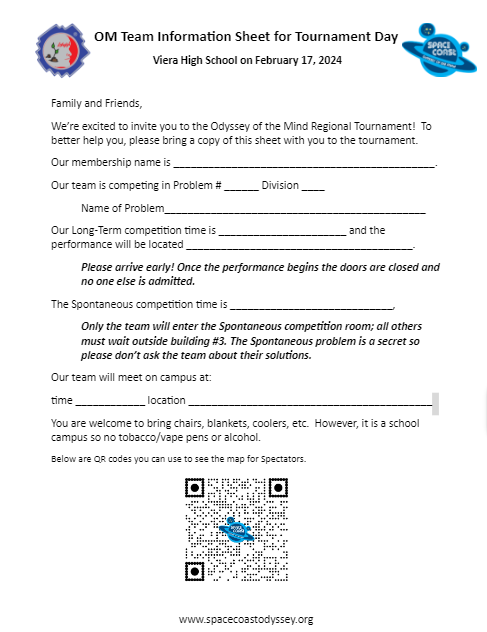 OM Team Information Sheet for Tournament Day
SPACE
COAST
Viera High School on February 17, 2024
Family and Friends,
We're excited to invite you to the Odyssey of the Mind Regional Tournament!  To
better help you, please bring a copy of this sheet with you to the tournament.
Our membership name is ______________________________________________.
Our team is competing in Problem # ______ Division ____
Name of Problem______________________________________________
Our Long-Term competition time is ______________________ and the
performance will be located ________________________________________.
Please arrive early! Once the performance begins the doors are closed and
no one else is admitted.
The Spontaneous competition time is ____________________________,
Only the team will enter the Spontaneous competition room; all others
must wait outside building #3. The Spontaneous problem is a secret so
please don't ask the team about their solutions.
Our team will meet on campus at:
time ____________ location ___________________________________________
You are welcome to bring chairs, blankets, coolers, etc.  However, it is a school
campus so no tobacco/vape pens or alcohol.
Below are QR codes you can use to see the map for Spectators.
www.spacecoastodyssey.org